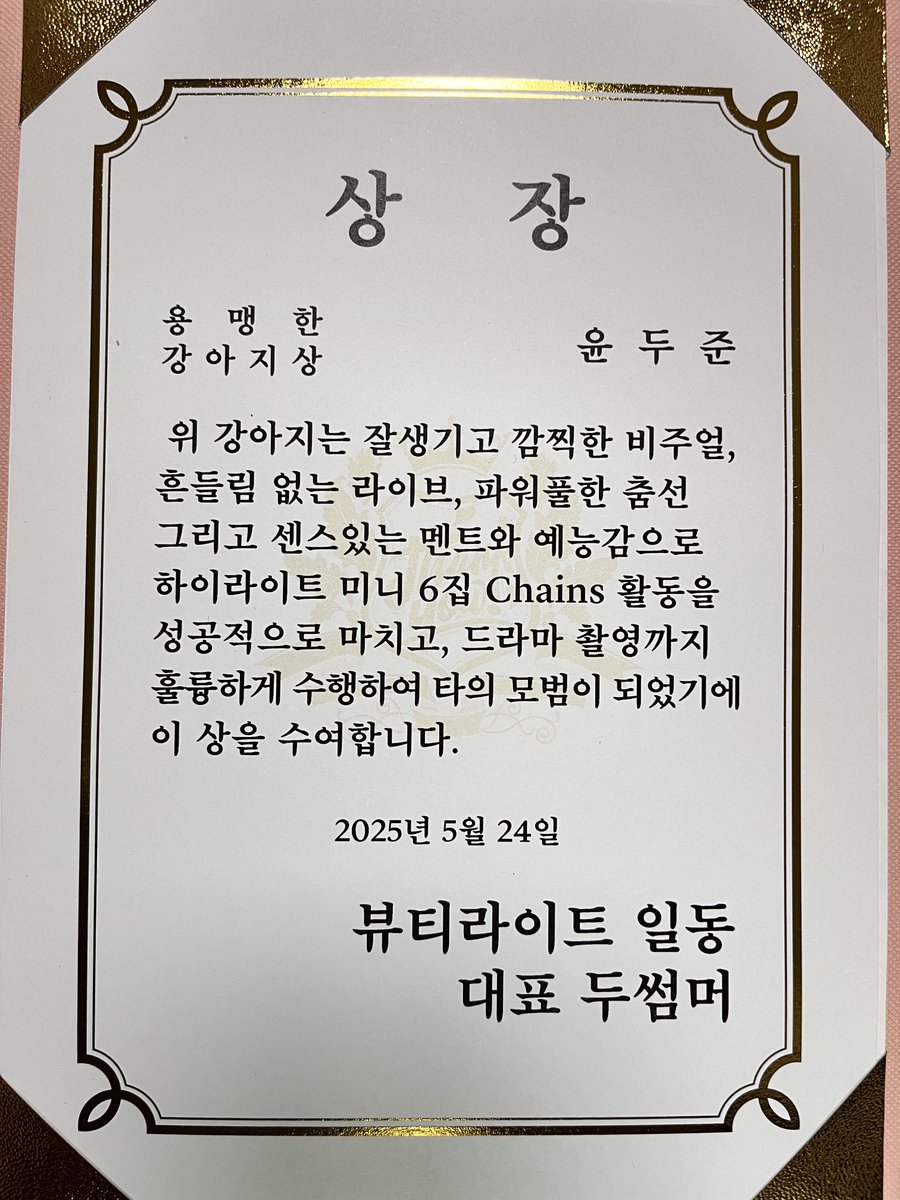 상 장
용 맹 한
강 아 지 상
윤 두 준
위 강아지는 잘생기고 깜찍한 비주얼,
흔들림 없는 라이브, 파워풀한 춤선
그리고 센스있는 멘트와 예능감으로
하이라이트 미니 6집 Chains 활동을
성공적으로 마치고, 드라마 촬영까지
훌륭하게 수행하여 타의 모범이 되었기에
이 상을 수여합니다.
2025년 5월 24일
뷰티라이트 일동
대표 두썸머